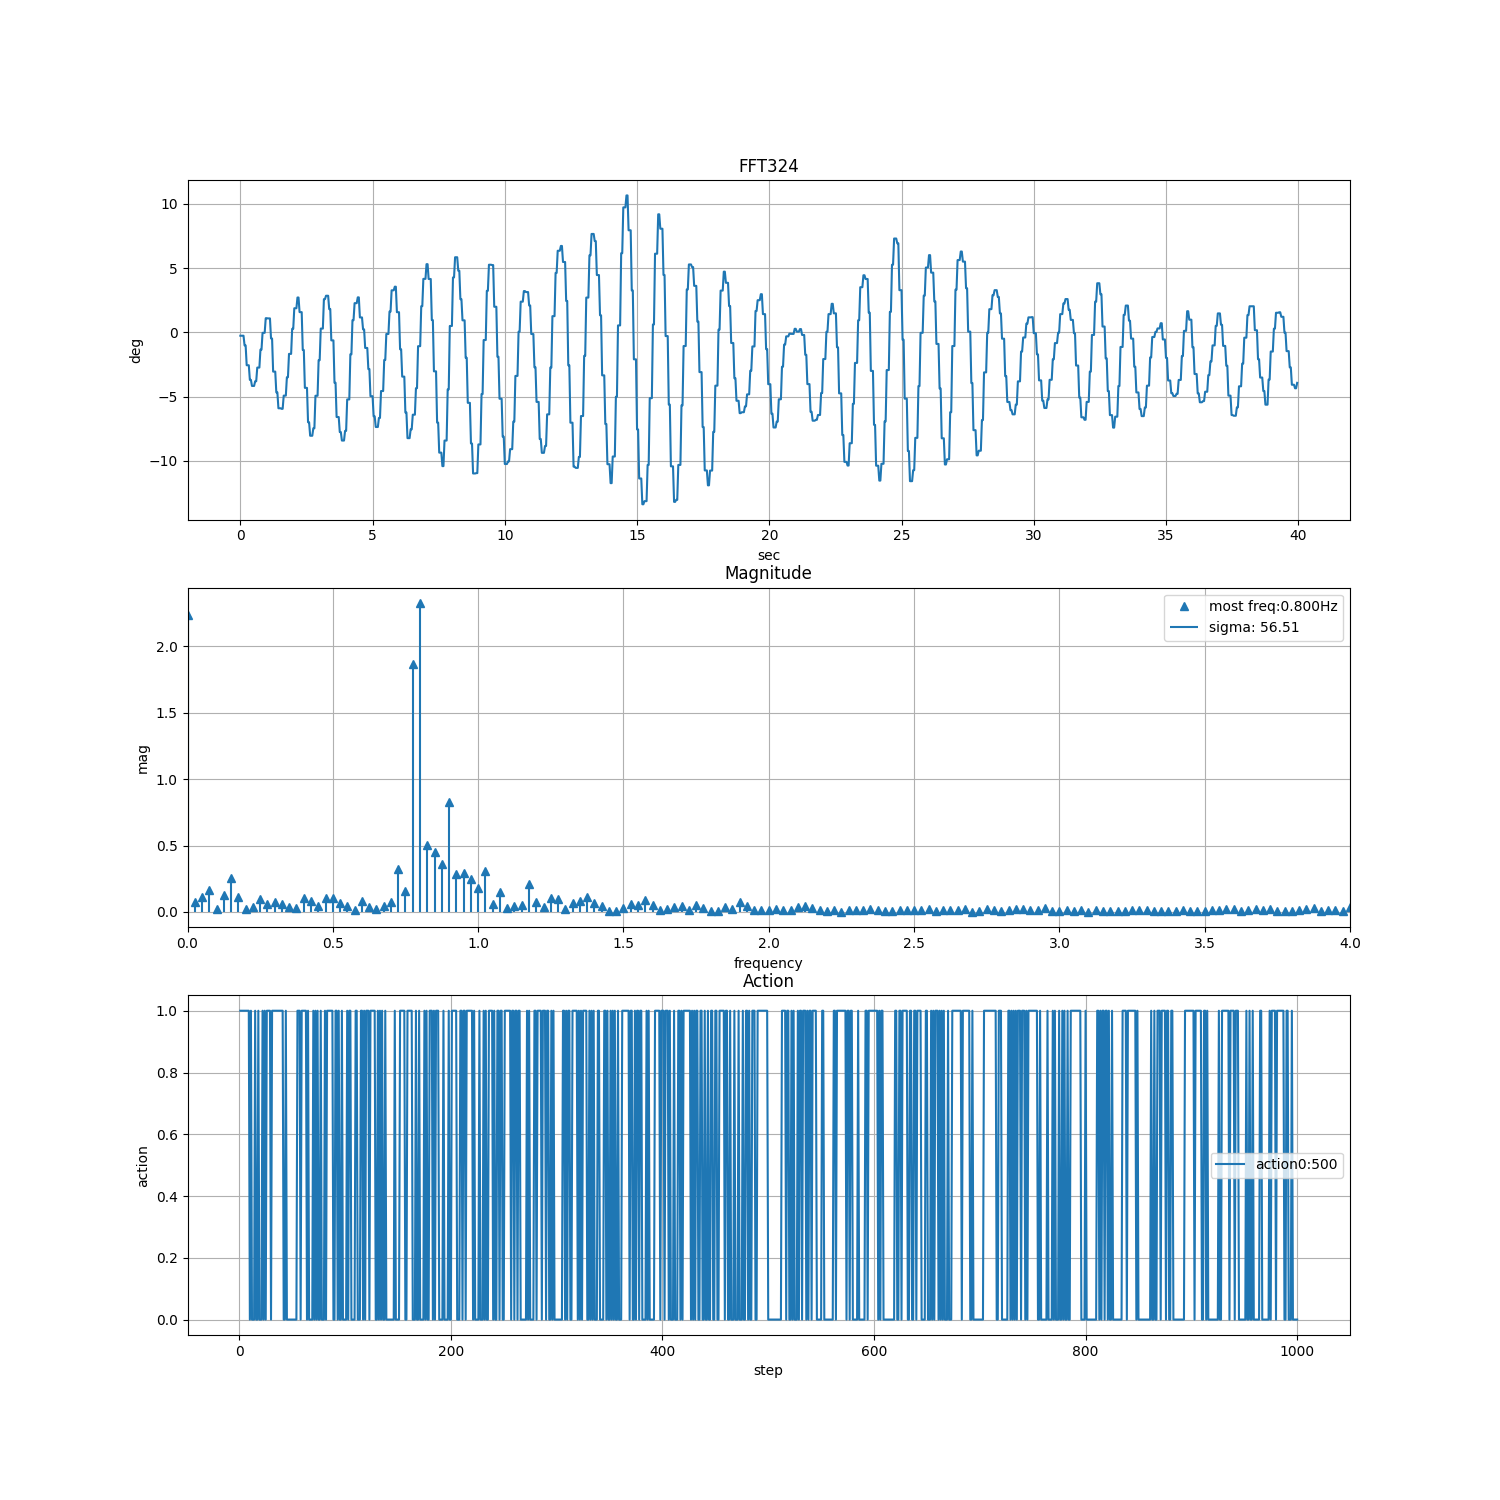 FFT324
10
5
0
−5
−10
deg
0 5 10 15 20 25 30 35 40
sec
Magnitude
most freq:0.800Hz
sigma: 56.51
2.0
1.5
1.0
0.5
0.0
mag
0.0 0.5 1.0 1.5 2.0 2.5 3.0 3.5 4.0
frequency
Action
1.0
0.8
0.6
0.4
0.2
0.0
action
action0:500
0 200 400 600 800 1000
step